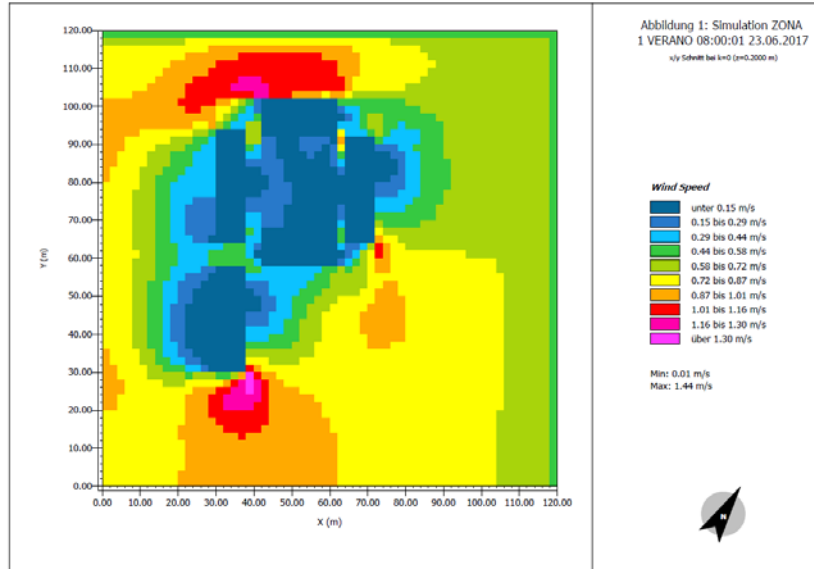 Abbildung 1: Simulation ZONA
1 VERANO 08:00:01 23.06.2017
x/y Schnitt bei k=0 (z=0.2000 m)
120.00
110.00
100.00
90.00
80.00
70.00
60.00
50.00
40.00
30.00
20.00
10.00
0.00
Y (m)
0.00 10.00 20.00 30.00 40.00 50.00 60.00 70.00 80.00 90.00 100.00 110.00 120.00
X (m)
Wind Speed
unter 0.15 m/s
0.15 bis 0.29 m/s
0.29 bis 0.44 m/s
0.44 bis 0.58 m/s
0.58 bis 0.72 m/s
0.72 bis 0.87 m/s
0.87 bis 1.01 m/s
1.01 bis 1.16 m/s
1.16 bis 1.30 m/s
über 1.30 m/s
Min: 0.01 m/s
Max: 1.44 m/s
N